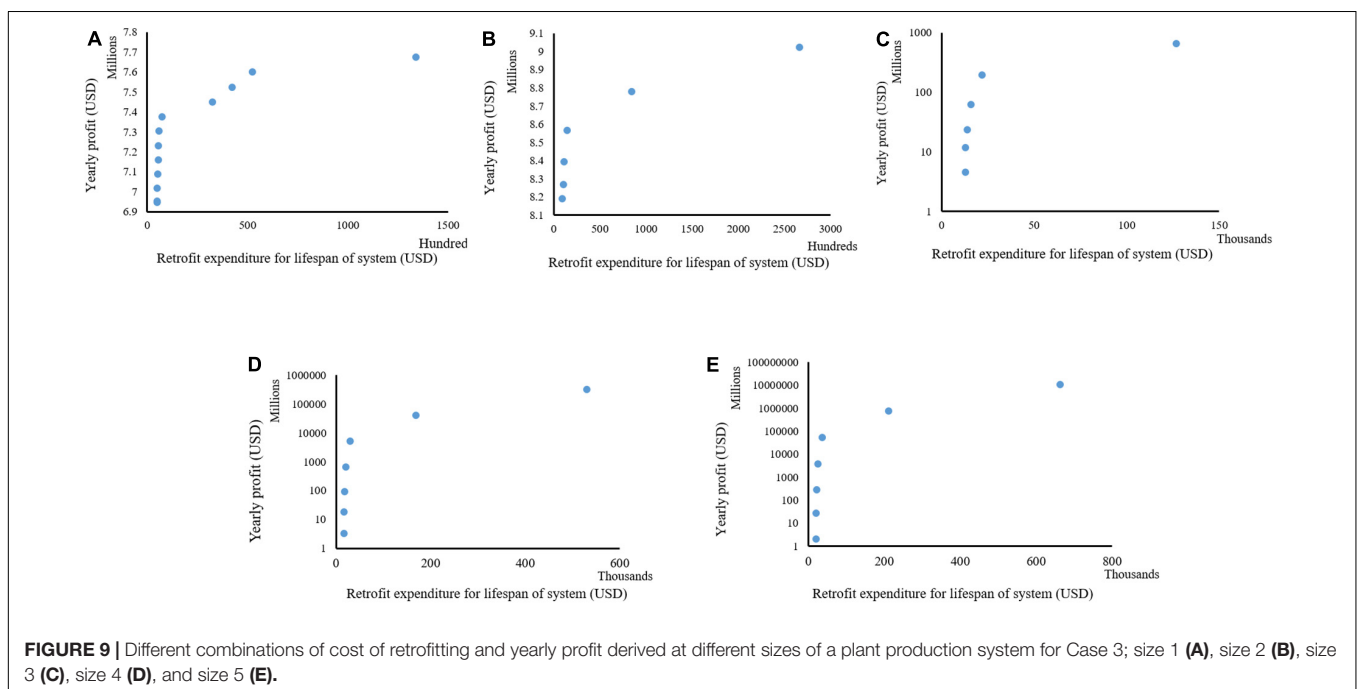 A
Yearly profit (USD)
Millions
7.8
7.7
7.6
7.5
7.4
7.3
7.2
7.1
7
6.9
0 500 1000 1500
Hundred
Retrofit expenditure for lifespan of system (USD)
B
Yearly profit (USD)
Millions
9.1
9
8.9
8.8
8.7
8.6
8.5
8.4
8.3
8.2
8.1
0 500 1000 1500 2000 2500 3000
Hundreds
Retrofit expenditure for lifespan of system (USD)
C
Yearly profit (USD)
Millions
1000
100
10
1
0 50 100 150
Thousands
Retrofit expenditure for lifespan of system (USD)
D
Yearly profit (USD)
Millions
1000000
100000
10000
1000
100
10
1
0 200 400 600
Thousands
Retrofit expenditure for lifespan of system (USD)
E
Yearly profit (USD)
Millions
100000000
10000000
1000000
100000
10000
1000
100
10
1
0 200 400 600 800
Thousands
Retrofit expenditure for lifespan of system (USD)
FIGURE 9 | Different combinations of cost of retrofitting and yearly profit derived at different sizes of a plant production system for Case 3; size 1 (A), size 2 (B), size
3 (C), size 4 (D), and size 5 (E).